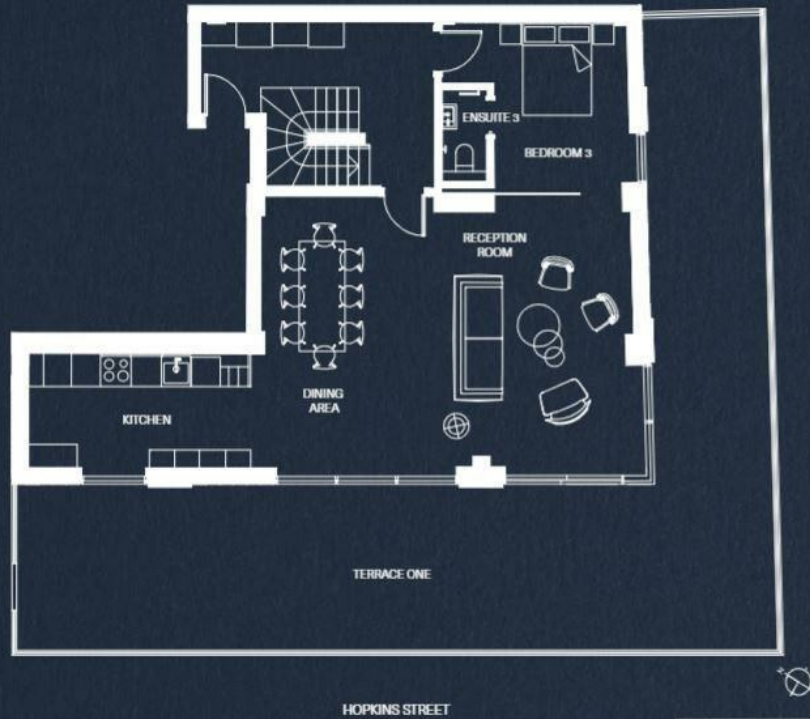 ENSUITE 3
BEDROOM 3
RECEPTION
ROOM
DINING
AREA
KITCHEN
TERRACE ONE
HOPKINS STREET